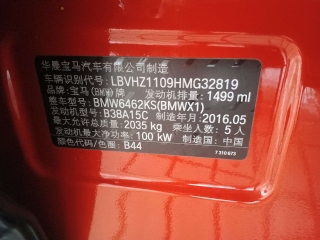 华晨宝马汽车有限公司制造
车辆识别代号:LBVHZ1109HMG32819
品牌:宝马(BMW)牌 发动机排量:1499 ml
整车型号:BMW6462KS(BMWX1)
发动机型号:B38A15C 制造年月:2016.05
最大允许总质量:2035 kg 乘坐人数:5人
发动机最大净功率:100 kW 制造国:中国
颜色代码/色圈:B44
7310873